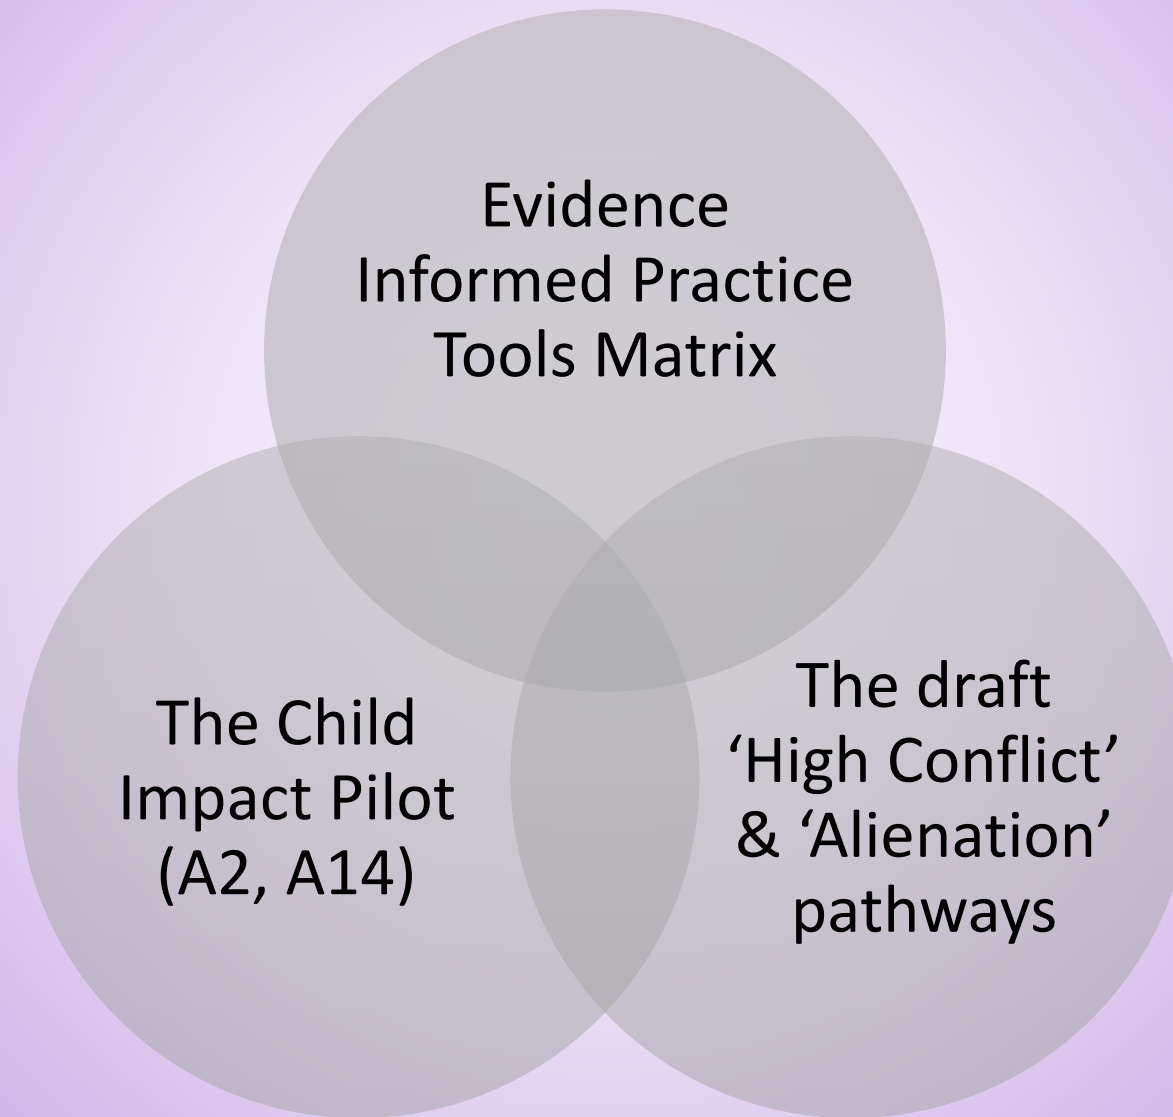 Evidence
Informed Practice
Tools Matrix
The Child
Impact Pilot
(A2, A14)
The draft
‘High Conflict’
& ‘Alienation’
pathways